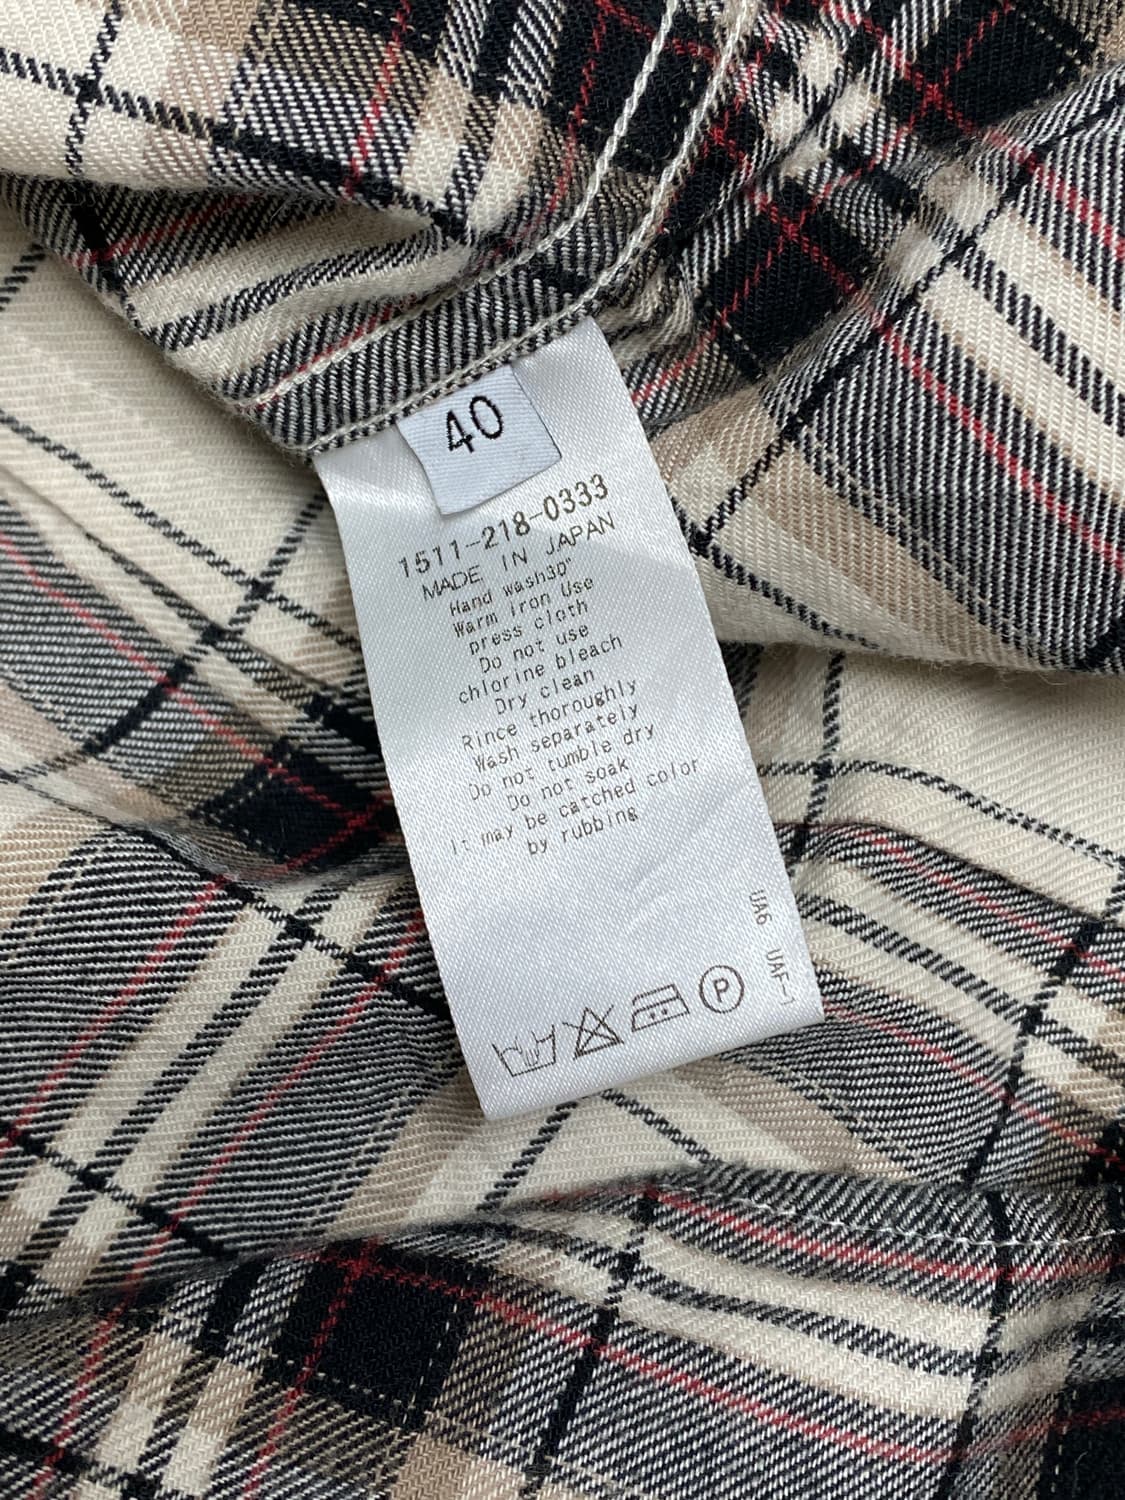 40
1511-218-0333
MADE IN JAPAN
Hand wash30°
Warm iron Use
press cloth
Do not use
chlorine bleach
Dry clean
Rince thoroughly
Wash separately
Do not tumble dry
Do not soak
It may be catched color
by rubbing
UA6 UAF-1
P